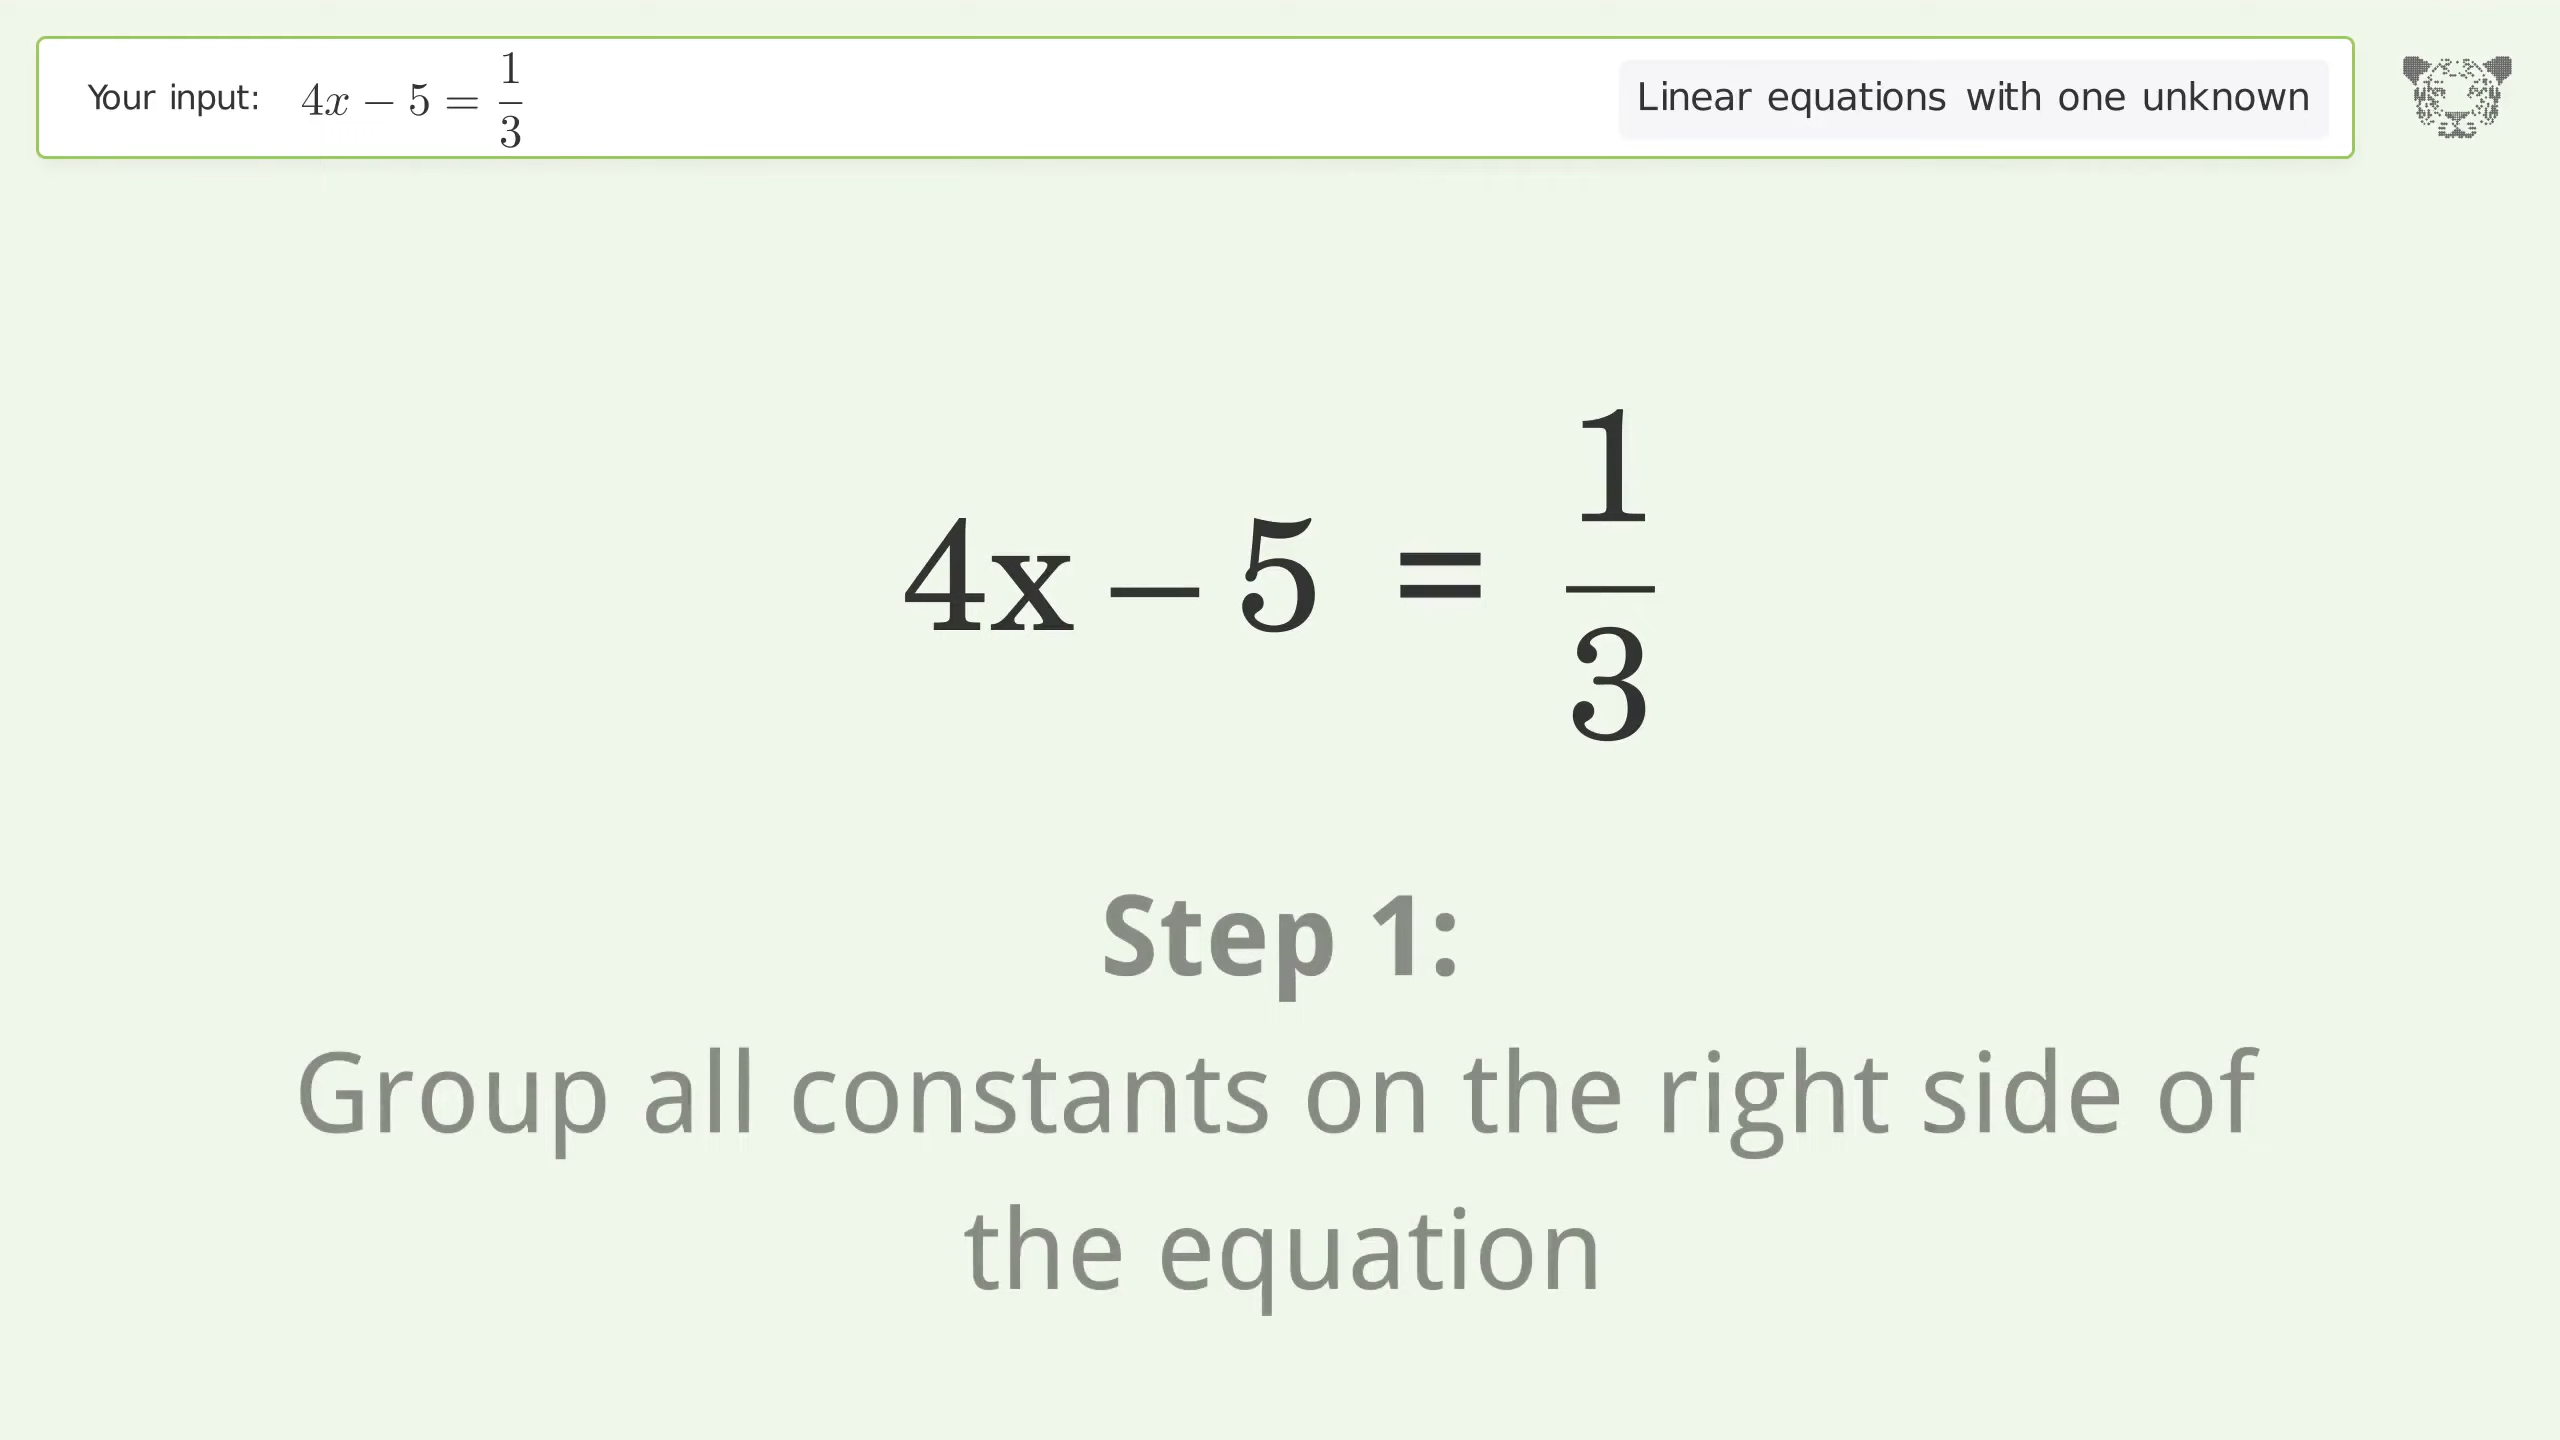 Your input: 4x − 5 = 1/3
Linear equations with one unknown
4x − 5 = 1/3
Step 1:
Group all constants on the right side of
the equation